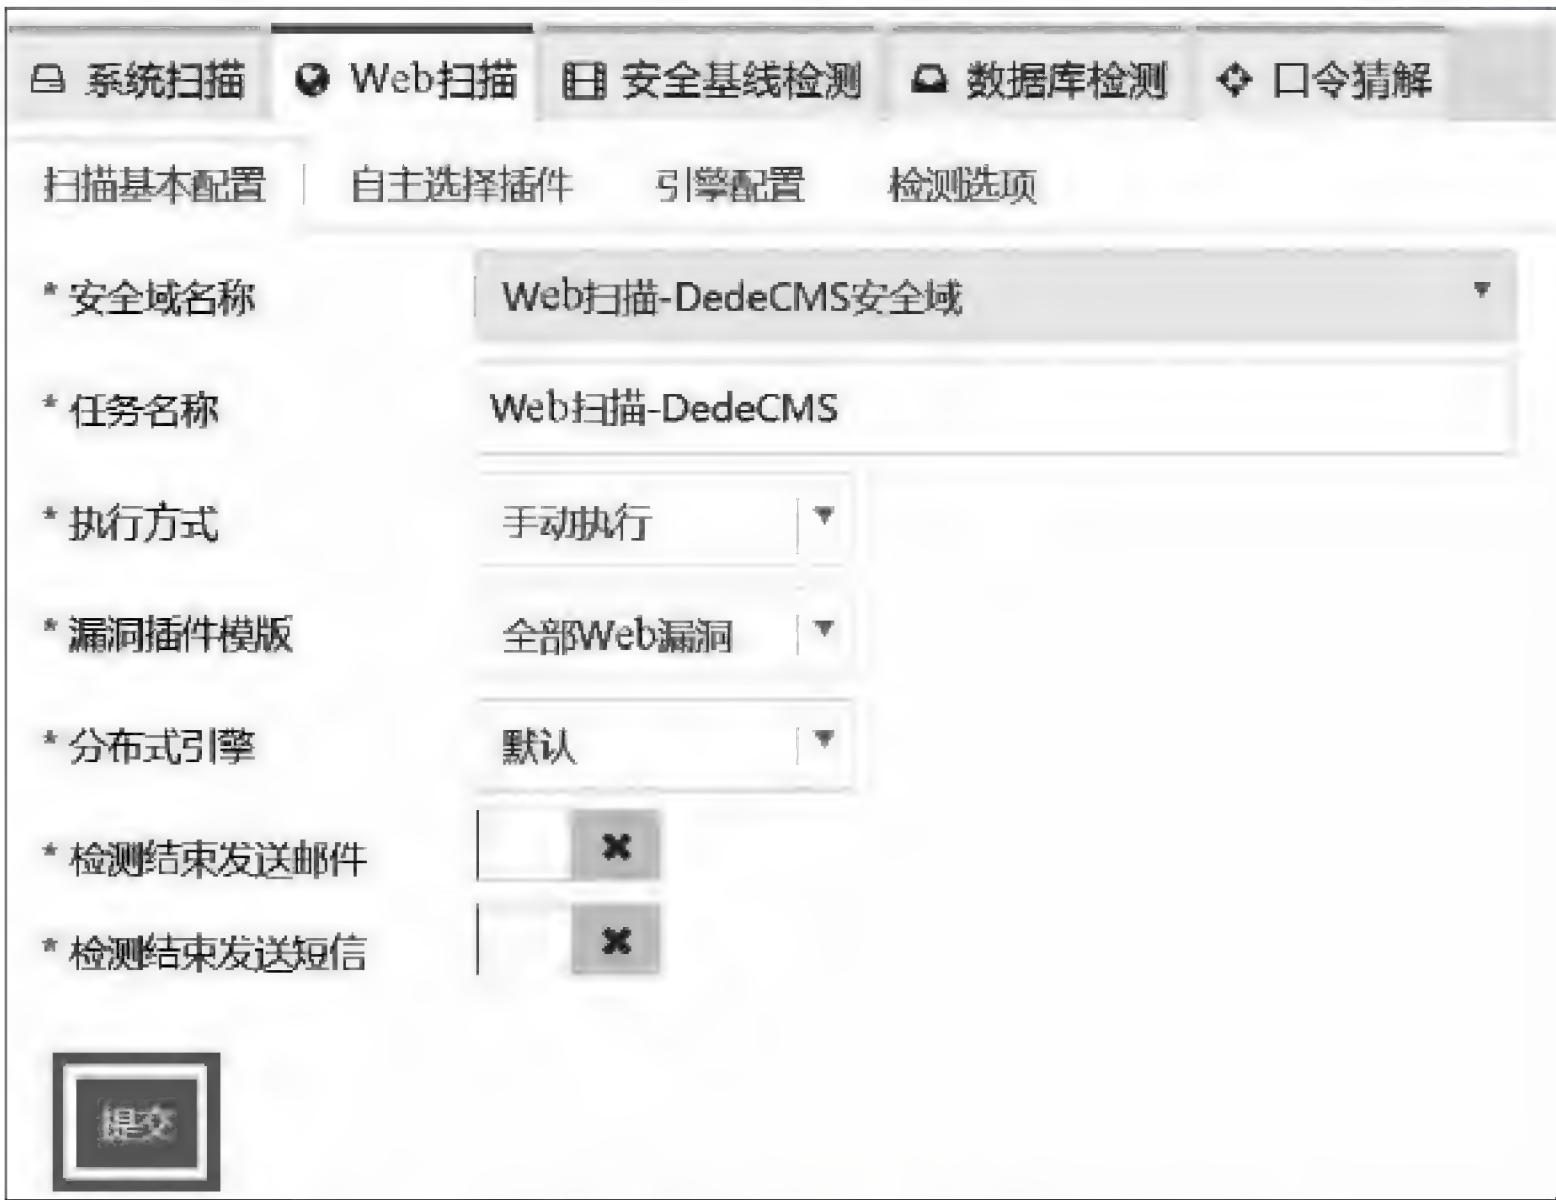 系统扫描 Web扫描 安全基线检测 数据库检测 口令猜解
扫描基本配置 自主选择插件 引擎配置 检测选项
* 安全域名称 Web扫描-DedeCMS安全域
* 任务名称 Web扫描-DedeCMS
* 执行方式 手动执行
* 漏洞插件模版 全部Web漏洞
* 分布式引擎 默认
* 检测结束发送邮件
* 检测结束发送短信
提交